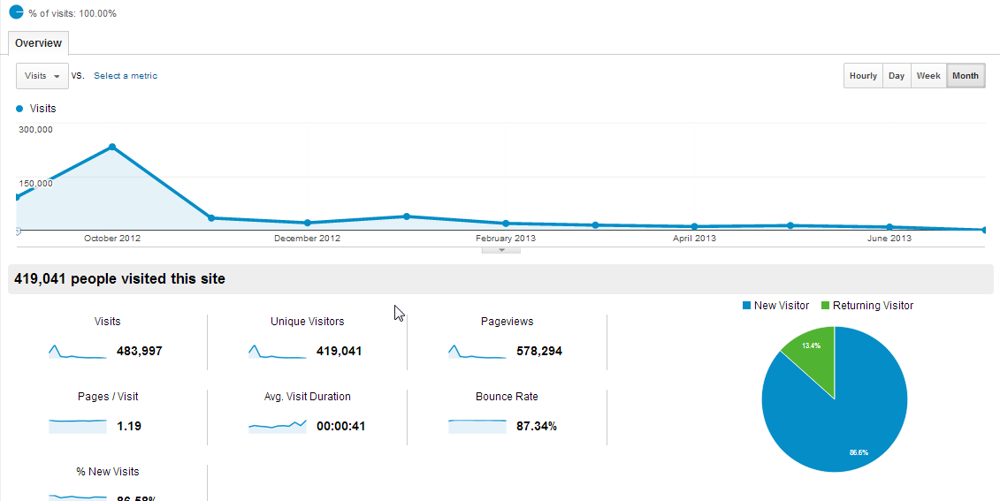 % of visits: 100.00%
Overview
Visits VS. Select a metric Hourly Day Week Month
Visits
300,000
150,000
October 2012 December 2012 February 2013 April 2013 June 2013
419,041 people visited this site
New Visitor Returning Visitor
Visits Unique Visitors Pageviews
483,997 419,041 578,294
13.4%
Pages / Visit Avg. Visit Duration Bounce Rate
1.19 00:00:41 87.34%
86.6%
% New Visits
86.58%